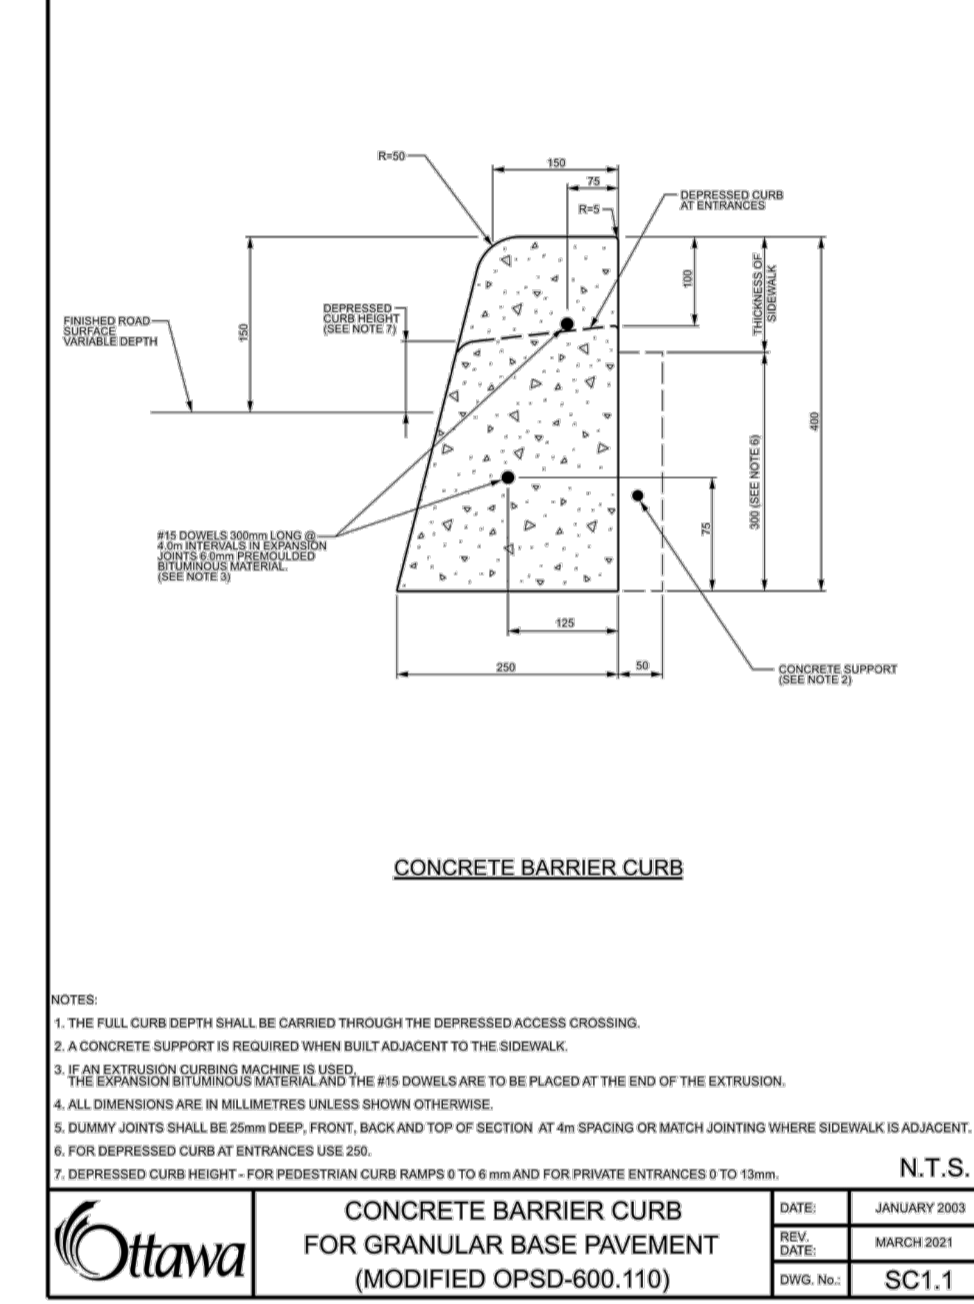 R=50
150
75
R=5
DEPRESSED CURB
AT ENTRANCES
100
THICKNESS OF
SIDEWALK
150
DEPRESSED
CURB HEIGHT
(SEE NOTE 7)
FINISHED ROAD
SURFACE
VARIABLE DEPTH
400
300 (SEE NOTE 6)
75
#15 DOWELS 300mm LONG @
4.0m INTERVALS IN EXPANSION
JOINTS 6.0mm PREMOULDED
BITUMINOUS MATERIAL.
(SEE NOTE 3)
125
250
50
CONCRETE SUPPORT
(SEE NOTE 2)
CONCRETE BARRIER CURB
NOTES:
1. THE FULL CURB DEPTH SHALL BE CARRIED THROUGH THE DEPRESSED ACCESS CROSSING.
2. A CONCRETE SUPPORT IS REQUIRED WHEN BUILT ADJACENT TO THE SIDEWALK.
3. IF AN EXTRUSION CURBING MACHINE IS USED,
THE EXPANSION BITUMINOUS MATERIAL AND THE #15 DOWELS ARE TO BE PLACED AT THE END OF THE EXTRUSION.
4. ALL DIMENSIONS ARE IN MILLIMETRES UNLESS SHOWN OTHERWISE.
5. DUMMY JOINTS SHALL BE 25mm DEEP, FRONT, BACK AND TOP OF SECTION AT 4m SPACING OR MATCH JOINTING WHERE SIDEWALK IS ADJACENT.
6. FOR DEPRESSED CURB AT ENTRANCES USE 250.
7. DEPRESSED CURB HEIGHT - FOR PEDESTRIAN CURB RAMPS 0 TO 6 mm AND FOR PRIVATE ENTRANCES 0 TO 13mm.
N.T.S.
Ottawa
CONCRETE BARRIER CURB
FOR GRANULAR BASE PAVEMENT
(MODIFIED OPSD-600.110)
DATE: JANUARY 2003
REV.
DATE: MARCH 2021
DWG. No.: SC1.1